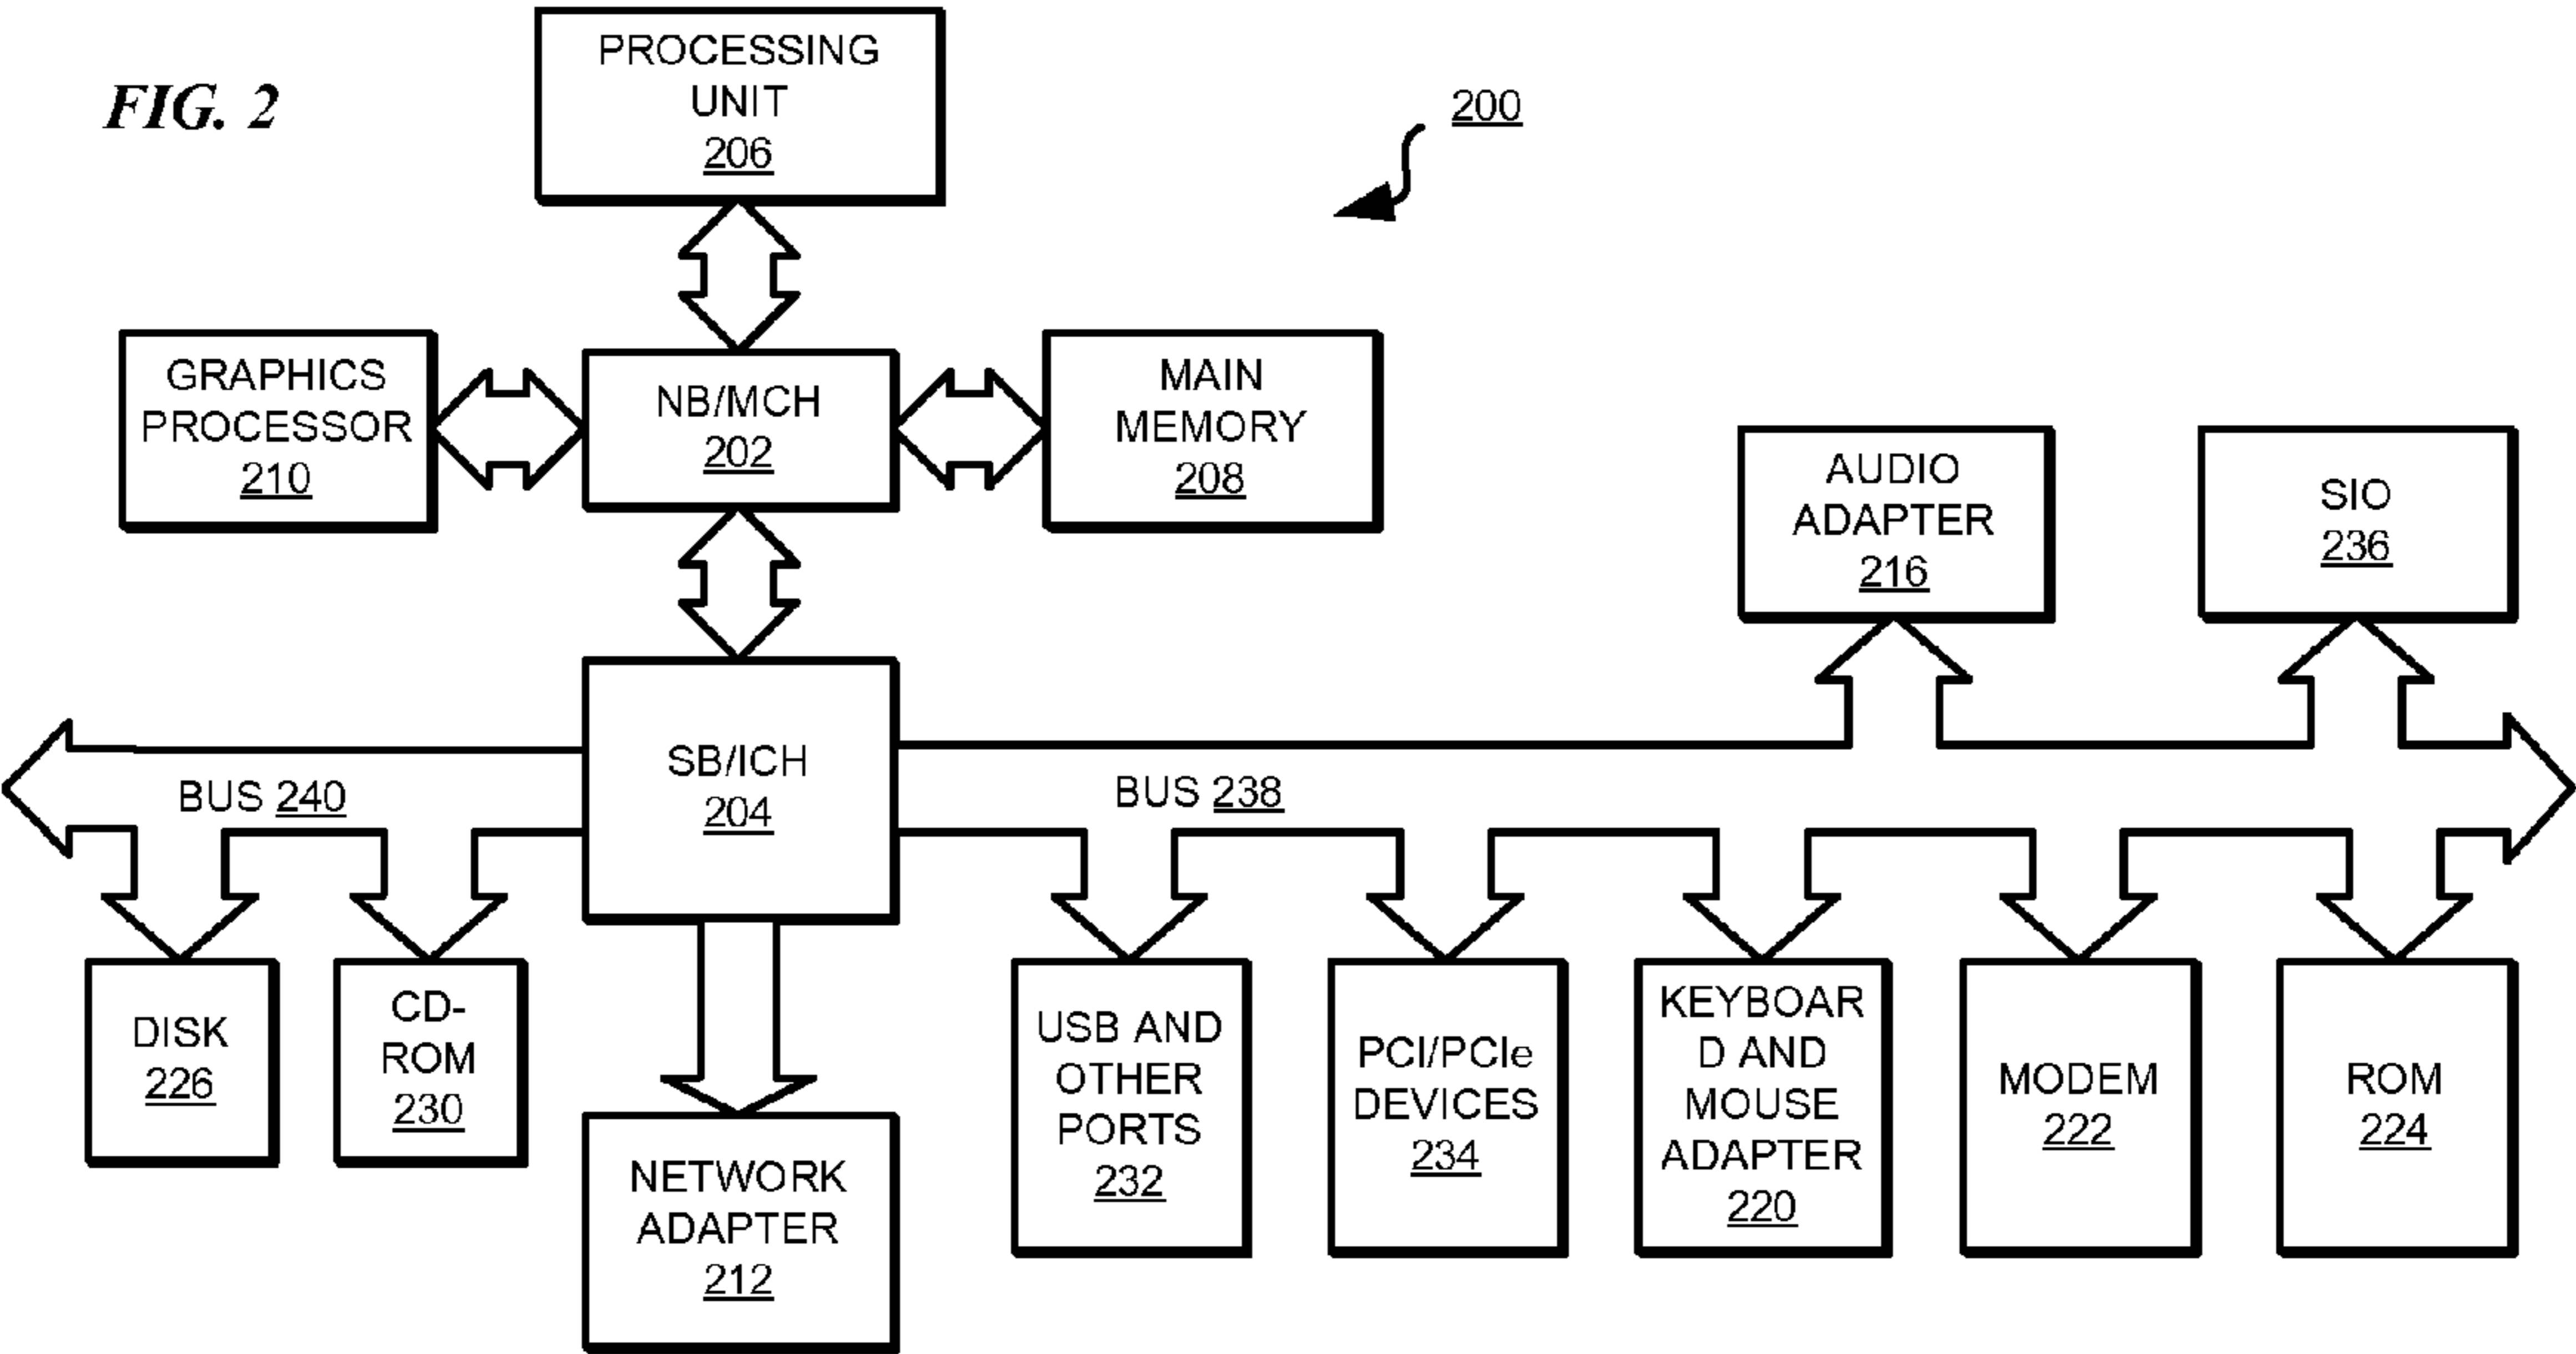 FIG. 2
PROCESSING
UNIT
206
200
GRAPHICS
PROCESSOR
210
NB/MCH
202
MAIN
MEMORY
208
AUDIO
ADAPTER
216
SIO
236
SB/ICH
204
BUS 240
BUS 238
DISK
226
CD-
ROM
230
NETWORK
ADAPTER
212
USB AND
OTHER
PORTS
232
PCI/PCIe
DEVICES
234
KEYBOAR
D AND
MOUSE
ADAPTER
220
MODEM
222
ROM
224